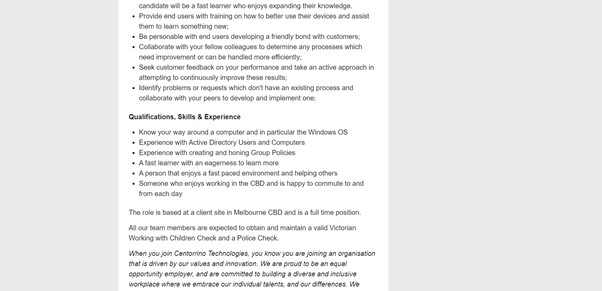 candidate will be a fast learner who enjoys expanding their knowledge.
• Provide end users with training on how to better use their devices and assist
them to learn something new;
• Be personable with end users developing a friendly bond with customers;
• Collaborate with your fellow colleagues to determine any processes which
need improvement or can be handled more efficiently;
• Seek customer feedback on your performance and take an active approach in
attempting to continuously improve these results;
• Identify problems or requests which don't have an existing process and
collaborate with your peers to develop and implement one;
Qualifications, Skills & Experience
• Know your way around a computer and in particular the Windows OS
• Experience with Active Directory Users and Computers
• Experience with creating and honing Group Policies
• A fast learner with an eagerness to learn more
• A person that enjoys a fast paced environment and helping others
• Someone who enjoys working in the CBD and is happy to commute to and
from each day
The role is based at a client site in Melbourne CBD and is a full time position.
All our team members are expected to obtain and maintain a valid Victorian
Working with Children Check and a Police Check.
When you join Centorrino Technologies, you know you are joining an organisation
that is driven by our values and innovation. We are proud to be an equal
opportunity employer, and are committed to building a diverse and inclusive
workplace where we embrace our individual talents, and our differences. We